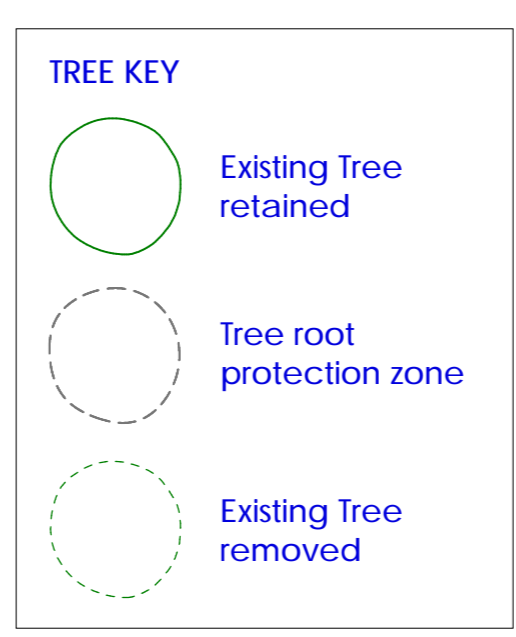 TREE KEY
Existing Tree
retained
Tree root
protection zone
Existing Tree
removed